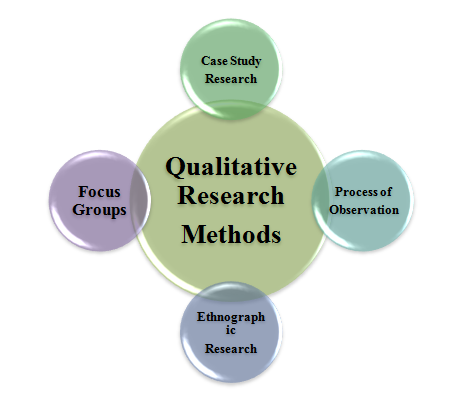 Case Study
Research
Qualitative
Research
Methods
Focus
Groups
Process of
Observation
Ethnograph
ic
Research